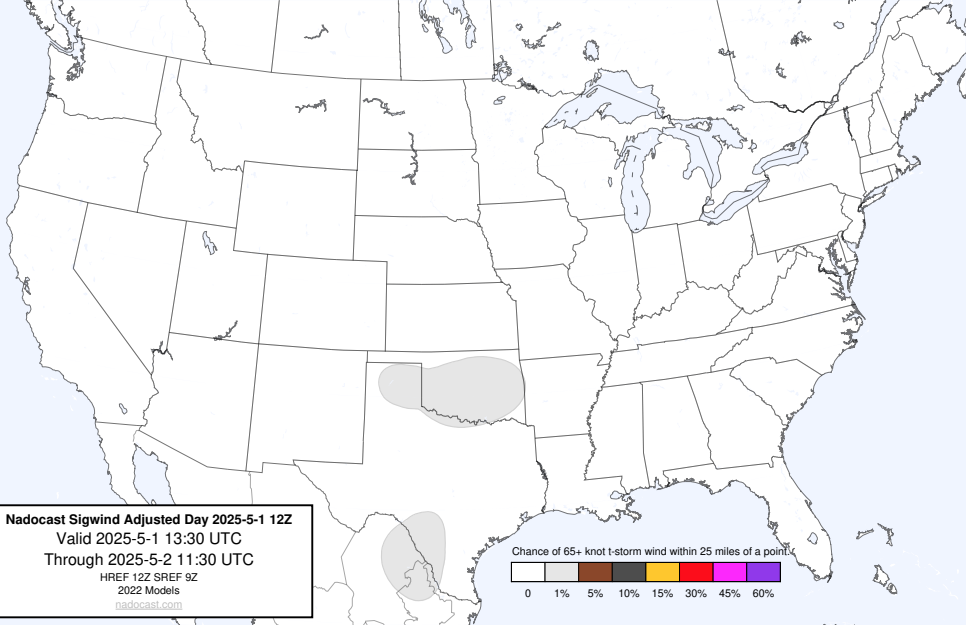 Nadocast Sigwind Adjusted Day 2025-5-1 12Z
Valid 2025-5-1 13:30 UTC
Through 2025-5-2 11:30 UTC
HREF 12Z SREF 9Z
2022 Models
nadocast.com
Chance of 65+ knot t-storm wind within 25 miles of a point.
0 1% 5% 10% 15% 30% 45% 60%